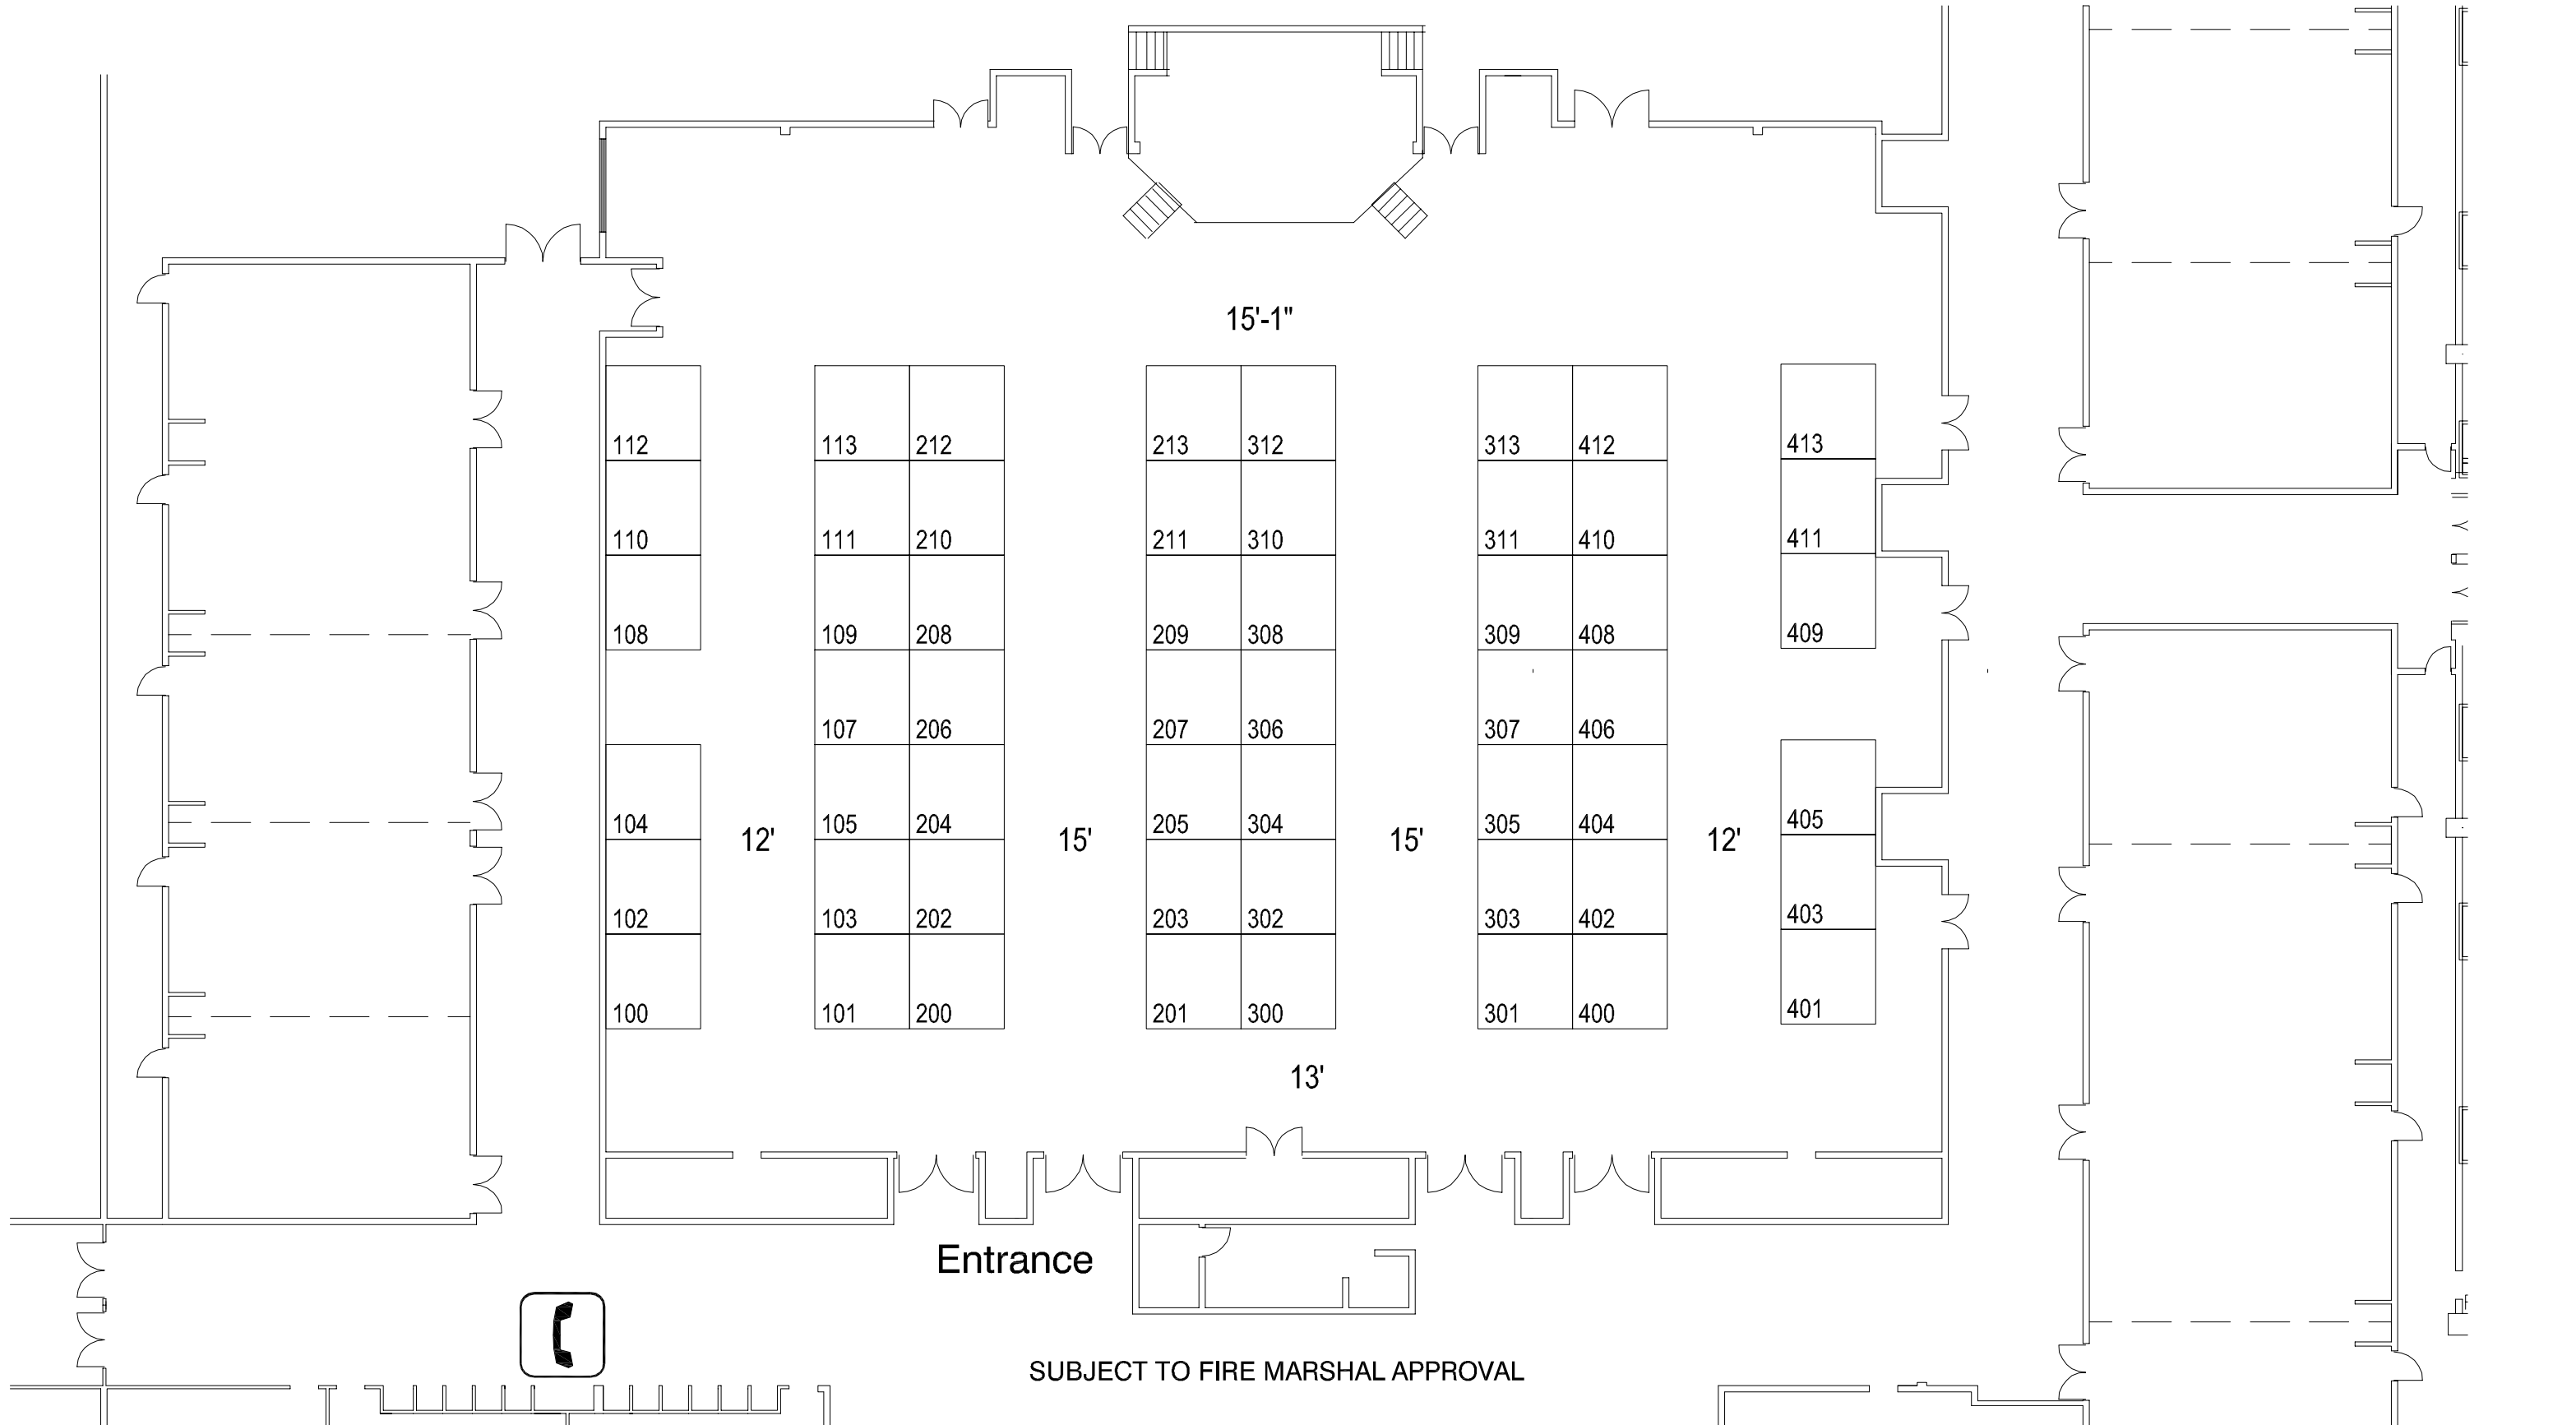 15'-1"
112 113 212 213 312 313 412 413
110 111 210 211 310 311 410 411
108 109 208 209 308 309 408 409
107 206 207 306 307 406
104 105 204 205 304 305 404 405
12' 15' 15' 12'
102 103 202 203 302 303 402 403
100 101 200 201 300 301 400 401
13'
Entrance
SUBJECT TO FIRE MARSHAL APPROVAL